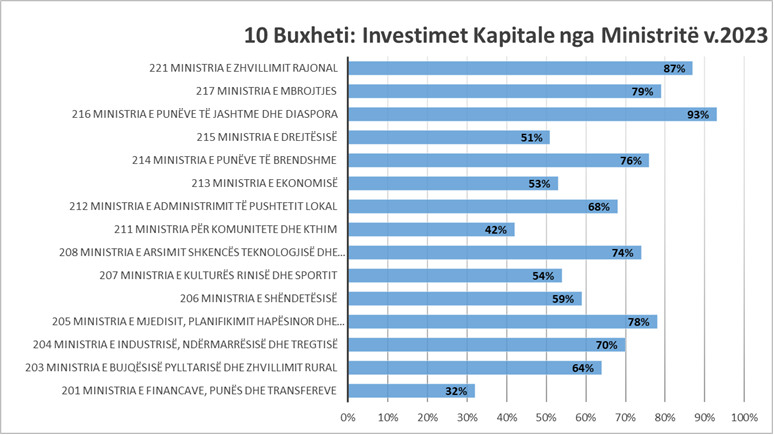 10 Buxheti: Investimet Kapitale nga Ministritë v.2023
221 MINISTRIA E ZHVILLIMIT RAJONAL 87%
217 MINISTRIA E MBROJTJES 79%
216 MINISTRIA E PUNËVE TË JASHTME DHE DIASPORA 93%
215 MINISTRIA E DREJTËSISË 51%
214 MINISTRIA E PUNËVE TË BRENDSHME 76%
213 MINISTRIA E EKONOMISË 53%
212 MINISTRIA E ADMINISTRIMIT TË PUSHTETIT LOKAL 68%
211 MINISTRIA PËR KOMUNITETE DHE KTHIM 42%
208 MINISTRIA E ARSIMIT SHKENCËS TEKNOLOGJISË DHE... 74%
207 MINISTRIA E KULTURËS RINISË DHE SPORTIT 54%
206 MINISTRIA E SHËNDETËSISË 59%
205 MINISTRIA E MJEDISIT, PLANIFIKIMIT HAPËSINOR DHE... 78%
204 MINISTRIA E INDUSTRISË, NDËRMARRËSISË DHE TREGTISË 70%
203 MINISTRIA E BUJQËSISË PYLLTARISË DHE ZHVILLIMIT RURAL 64%
201 MINISTRIA E FINANCAVE, PUNËS DHE TRANSFEREVE 32%
0% 10% 20% 30% 40% 50% 60% 70% 80% 90% 100%